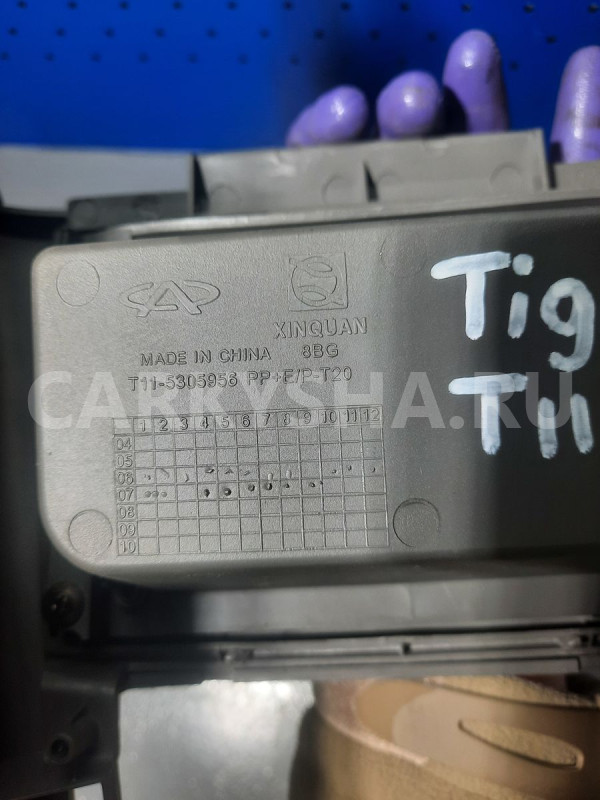 XINQUAN
MADE IN CHINA 8BG
T11-5305956 PP+E/P-T20
1 2 3 4 5 6 7 8 9 10 11 12
04
05
06
07
08
09
10
Tig
T11
CARKYSHA.RU